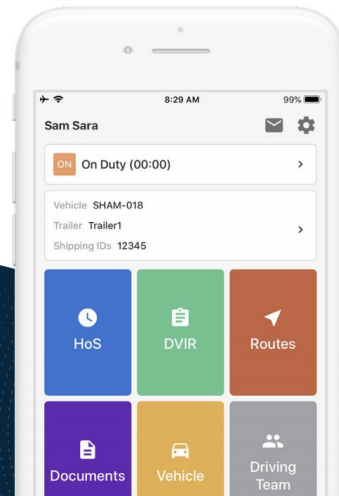 8:29 AM
99%
Sam Sara
ON On Duty (00:00)
Vehicle SHAM-018
Trailer Trailer1
Shipping IDs 12345
HoS
DVIR
Routes
Documents
Vehicle
Driving
Team